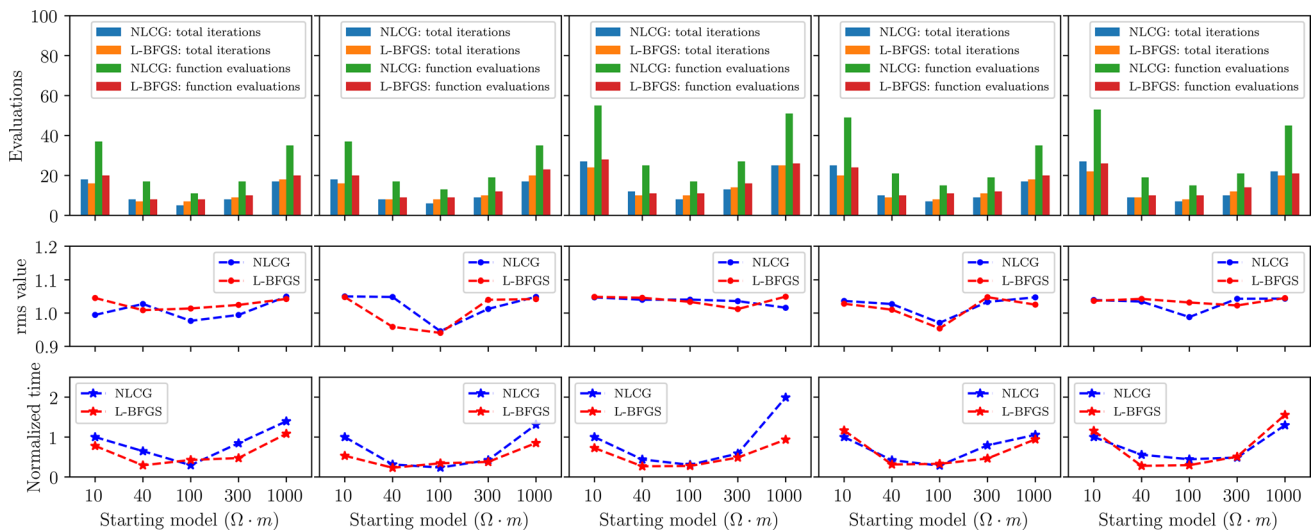 100
80
60
40
20
0
Evaluations
NLCG: total iterations
L-BFGS: total iterations
NLCG: function evaluations
L-BFGS: function evaluations
NLCG: total iterations
L-BFGS: total iterations
NLCG: function evaluations
L-BFGS: function evaluations
NLCG: total iterations
L-BFGS: total iterations
NLCG: function evaluations
L-BFGS: function evaluations
NLCG: total iterations
L-BFGS: total iterations
NLCG: function evaluations
L-BFGS: function evaluations
NLCG: total iterations
L-BFGS: total iterations
NLCG: function evaluations
L-BFGS: function evaluations
1.2
1.1
1.0
0.9
rms value
NLCG
L-BFGS
NLCG
L-BFGS
NLCG
L-BFGS
NLCG
L-BFGS
NLCG
L-BFGS
2
1
0
Normalized time
NLCG
L-BFGS
NLCG
L-BFGS
NLCG
L-BFGS
NLCG
L-BFGS
NLCG
L-BFGS
10 40 100 300 1000
10 40 100 300 1000
10 40 100 300 1000
10 40 100 300 1000
10 40 100 300 1000
Starting model (Ω · m)
Starting model (Ω · m)
Starting model (Ω · m)
Starting model (Ω · m)
Starting model (Ω · m)